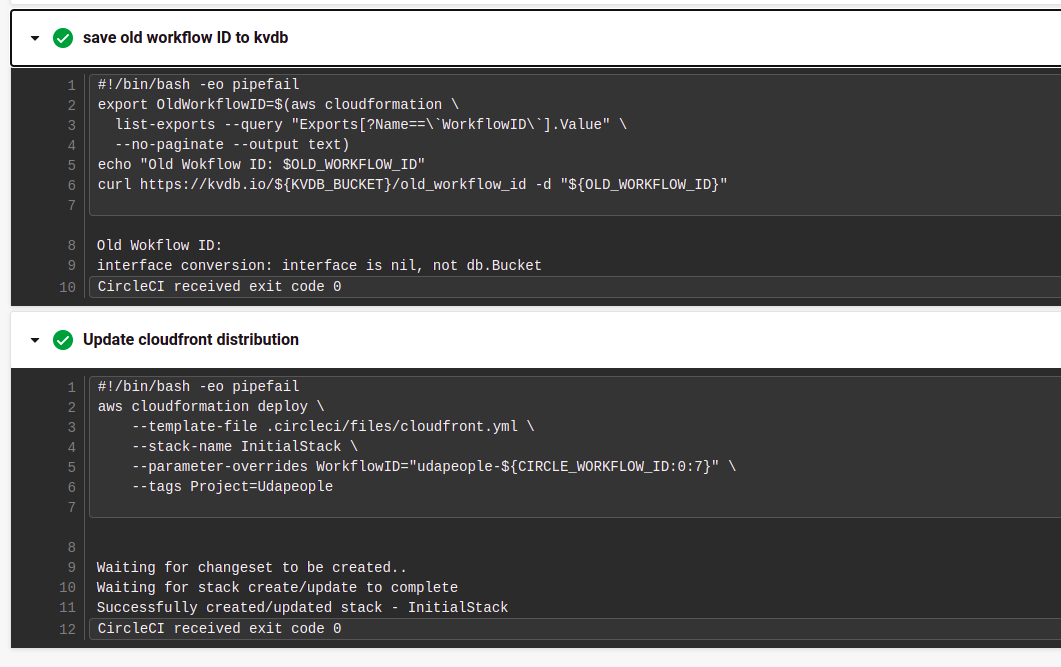 save old workflow ID to kvdb
1 #!/bin/bash -eo pipefail
2 export OldWorkflowID=$(aws cloudformation \
3   list-exports --query "Exports[?Name==\`WorkflowID\`].Value" \
4   --no-paginate --output text)
5 echo "Old Wokflow ID: $OLD_WORKFLOW_ID"
6 curl https://kvdb.io/${KVDB_BUCKET}/old_workflow_id -d "${OLD_WORKFLOW_ID}"
7
8 Old Wokflow ID:
9 interface conversion: interface is nil, not db.Bucket
10 CircleCI received exit code 0
Update cloudfront distribution
1 #!/bin/bash -eo pipefail
2 aws cloudformation deploy \
3     --template-file .circleci/files/cloudfront.yml \
4     --stack-name InitialStack \
5     --parameter-overrides WorkflowID="udapeople-${CIRCLE_WORKFLOW_ID:0:7}" \
6     --tags Project=Udapeople
7
8
9 Waiting for changeset to be created..
10 Waiting for stack create/update to complete
11 Successfully created/updated stack - InitialStack
12 CircleCI received exit code 0